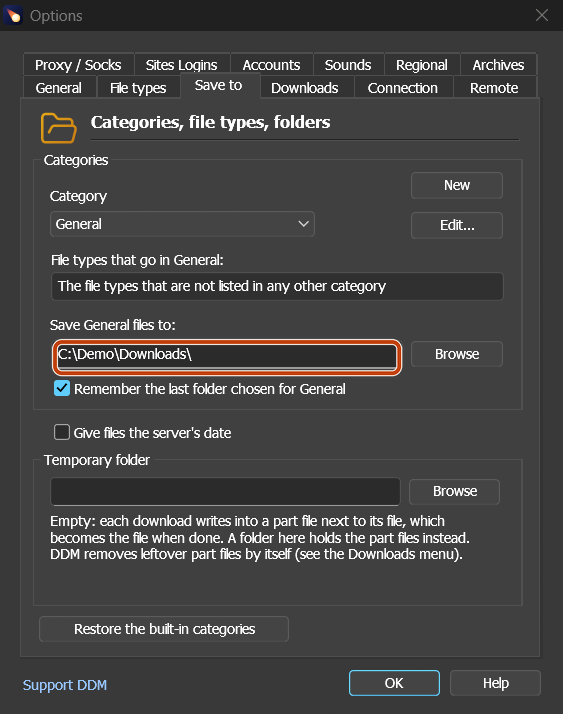 Options
Proxy / Socks Sites Logins Accounts Sounds Regional Archives
General File types Save to Downloads Connection Remote
Categories, file types, folders
Categories
New
Category
General
Edit...
File types that go in General:
The file types that are not listed in any other category
Save General files to:
C:\Demo\Downloads\
Browse
Remember the last folder chosen for General
Give files the server's date
Temporary folder
Browse
Empty: each download writes into a part file next to its file, which
becomes the file when done. A folder here holds the part files instead.
DDM removes leftover part files by itself (see the Downloads menu).
Restore the built-in categories
Support DDM
OK
Help